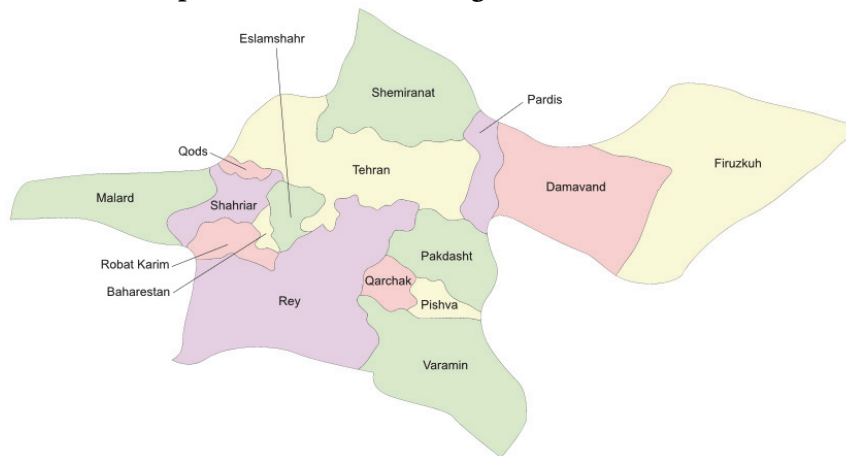 Eslamshahr
Shemiranat
Pardis
Qods
Tehran
Firuzkuh
Malard
Shahriar
Damavand
Robat Karim
Pakdasht
Baharestan
Qarchak
Rey
Pishva
Varamin